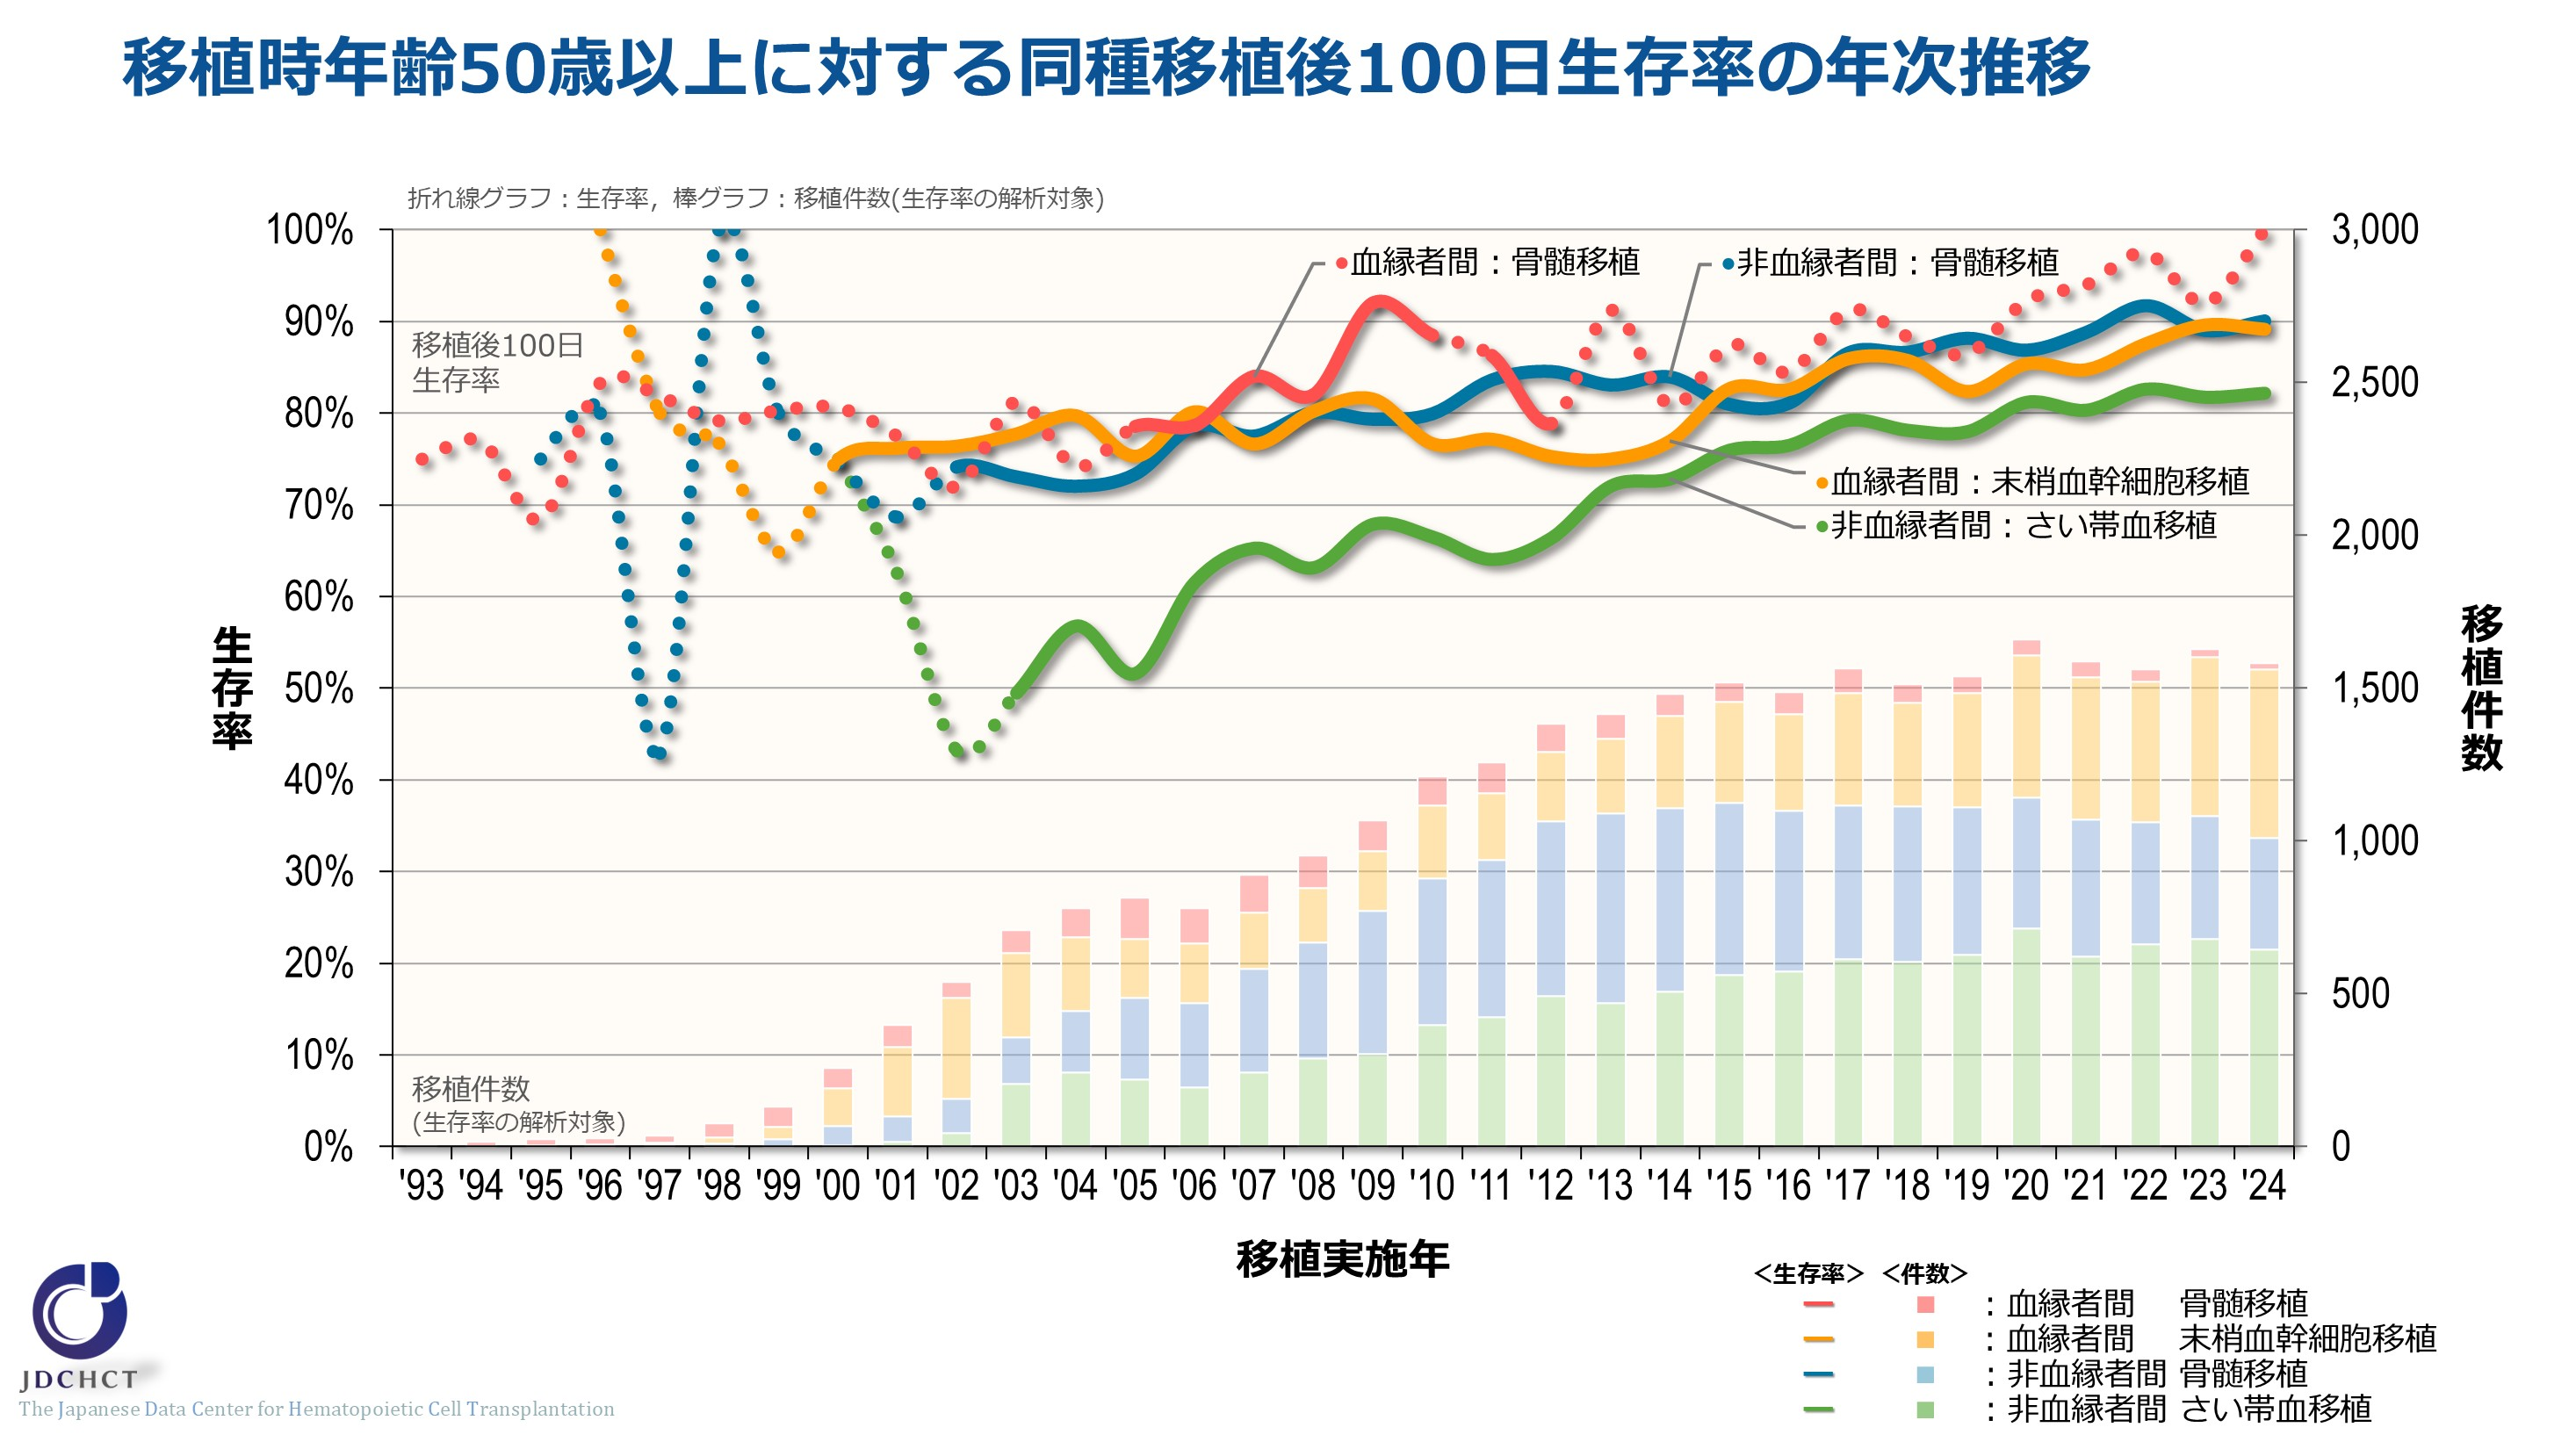 移植時年齢50歳以上に対する同種移植後100日生存率の年次推移
折れ線グラフ：生存率，棒グラフ：移植件数(生存率の解析対象)
100%
90%
80%
70%
60%
50%
40%
30%
20%
10%
0%
3,000
2,500
2,000
1,500
1,000
500
0
生存率
移植件数
移植後100日
生存率
血縁者間：骨髄移植
非血縁者間：骨髄移植
血縁者間：末梢血幹細胞移植
非血縁者間：さい帯血移植
移植件数
(生存率の解析対象)
'93 '94 '95 '96 '97 '98 '99 '00 '01 '02 '03 '04 '05 '06 '07 '08 '09 '10 '11 '12 '13 '14 '15 '16 '17 '18 '19 '20 '21 '22 '23 '24
移植実施年
＜生存率＞ ＜件数＞
：血縁者間 骨髄移植
：血縁者間 末梢血幹細胞移植
：非血縁者間 骨髄移植
：非血縁者間 さい帯血移植
JDCHCT
The Japanese Data Center for Hematopoietic Cell Transplantation